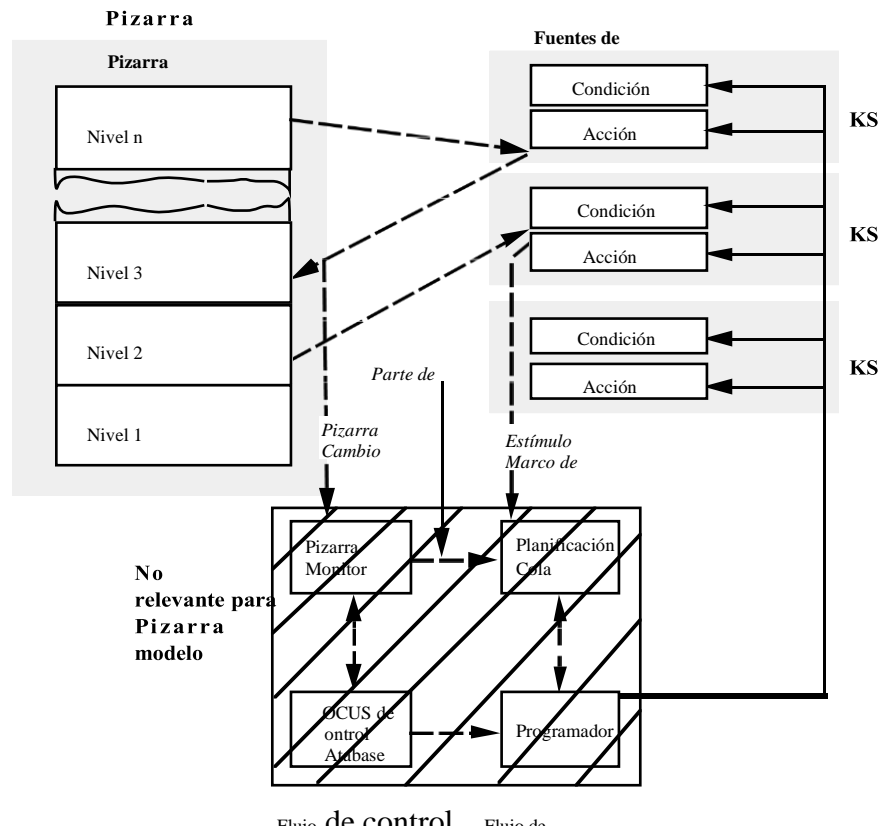 Pizarra
Pizarra
Nivel n
Nivel 3
Nivel 2
Nivel 1
Fuentes de
Condición
Acción
KS
Condición
Acción
KS
Condición
Acción
KS
Parte de
Pizarra
Cambio
Estímulo
Marco de
No
relevante para
Pizarra
modelo
Pizarra
Monitor
Planificación
Cola
OCUS de
ontrol
Atabase
Programador
Flujo de control Flujo de